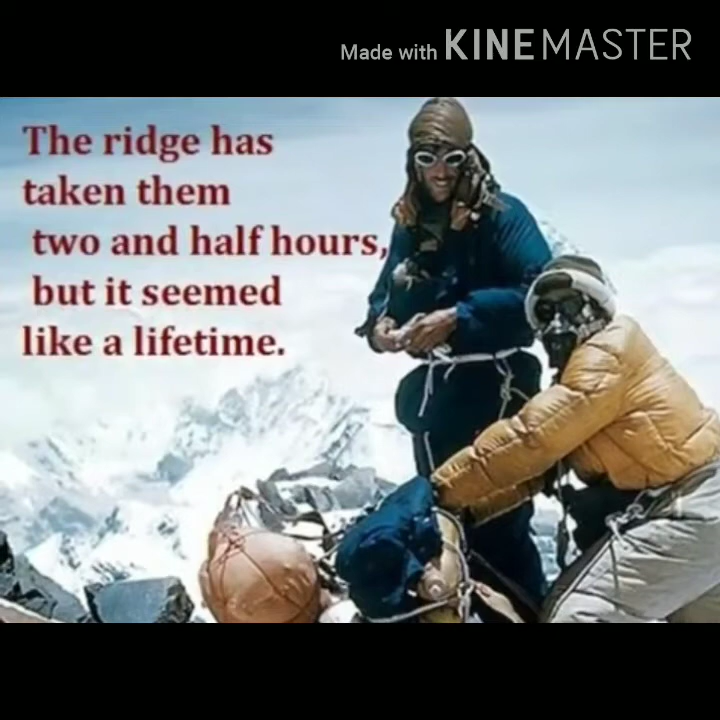 Made with KINEMASTER
The ridge has
taken them
two and half hours,
but it seemed
like a lifetime.